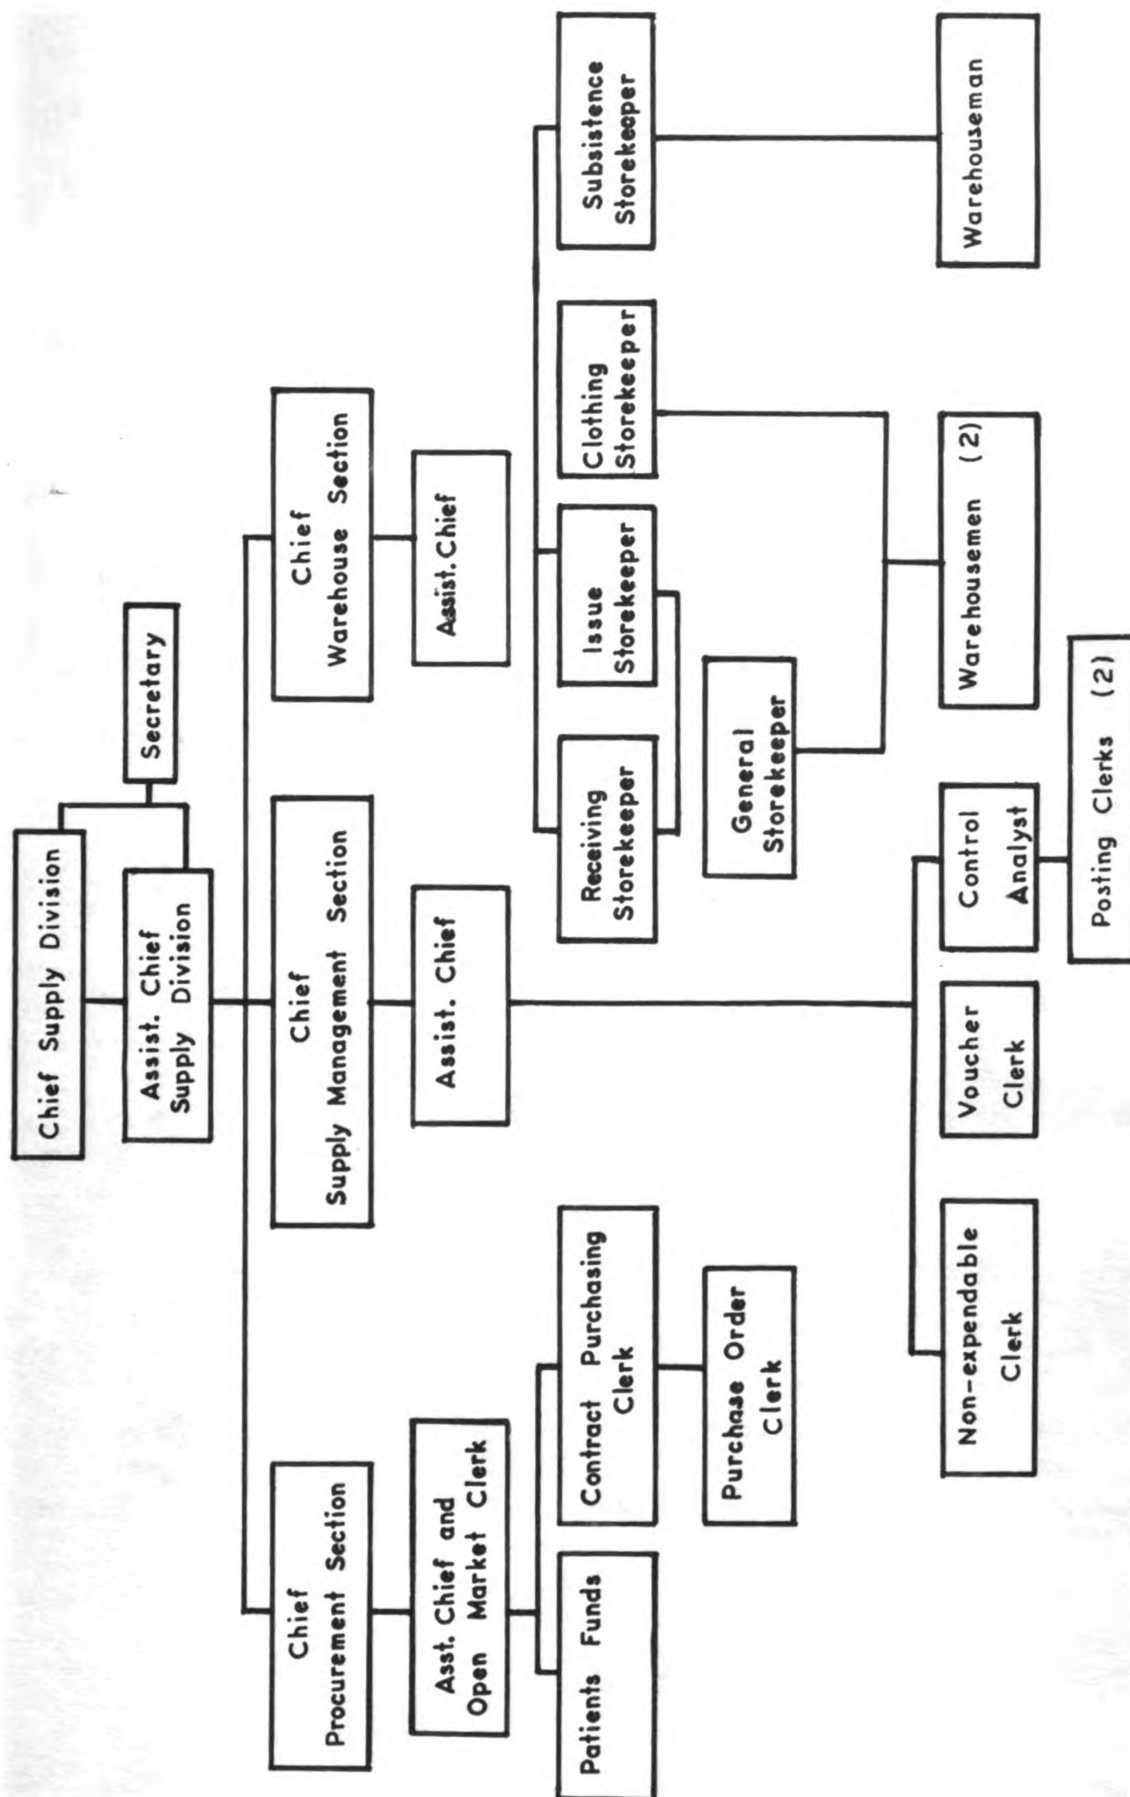 Chief Supply Division
Secretary
Assist. Chief
Supply Division
Chief
Procurement Section
Chief
Supply Management Section
Chief
Warehouse Section
Asst. Chief and
Open Market Clerk
Assist. Chief
Assist. Chief
Patients Funds
Contract Purchasing
Clerk
Receiving
Storekeeper
Issue
Storekeeper
Clothing
Storekeeper
Subsistence
Storekeeper
Purchase Order
Clerk
General
Storekeeper
Non-expendable
Clerk
Voucher
Clerk
Control
Analyst
Warehousemen (2)
Warehouseman
Posting Clerks (2)